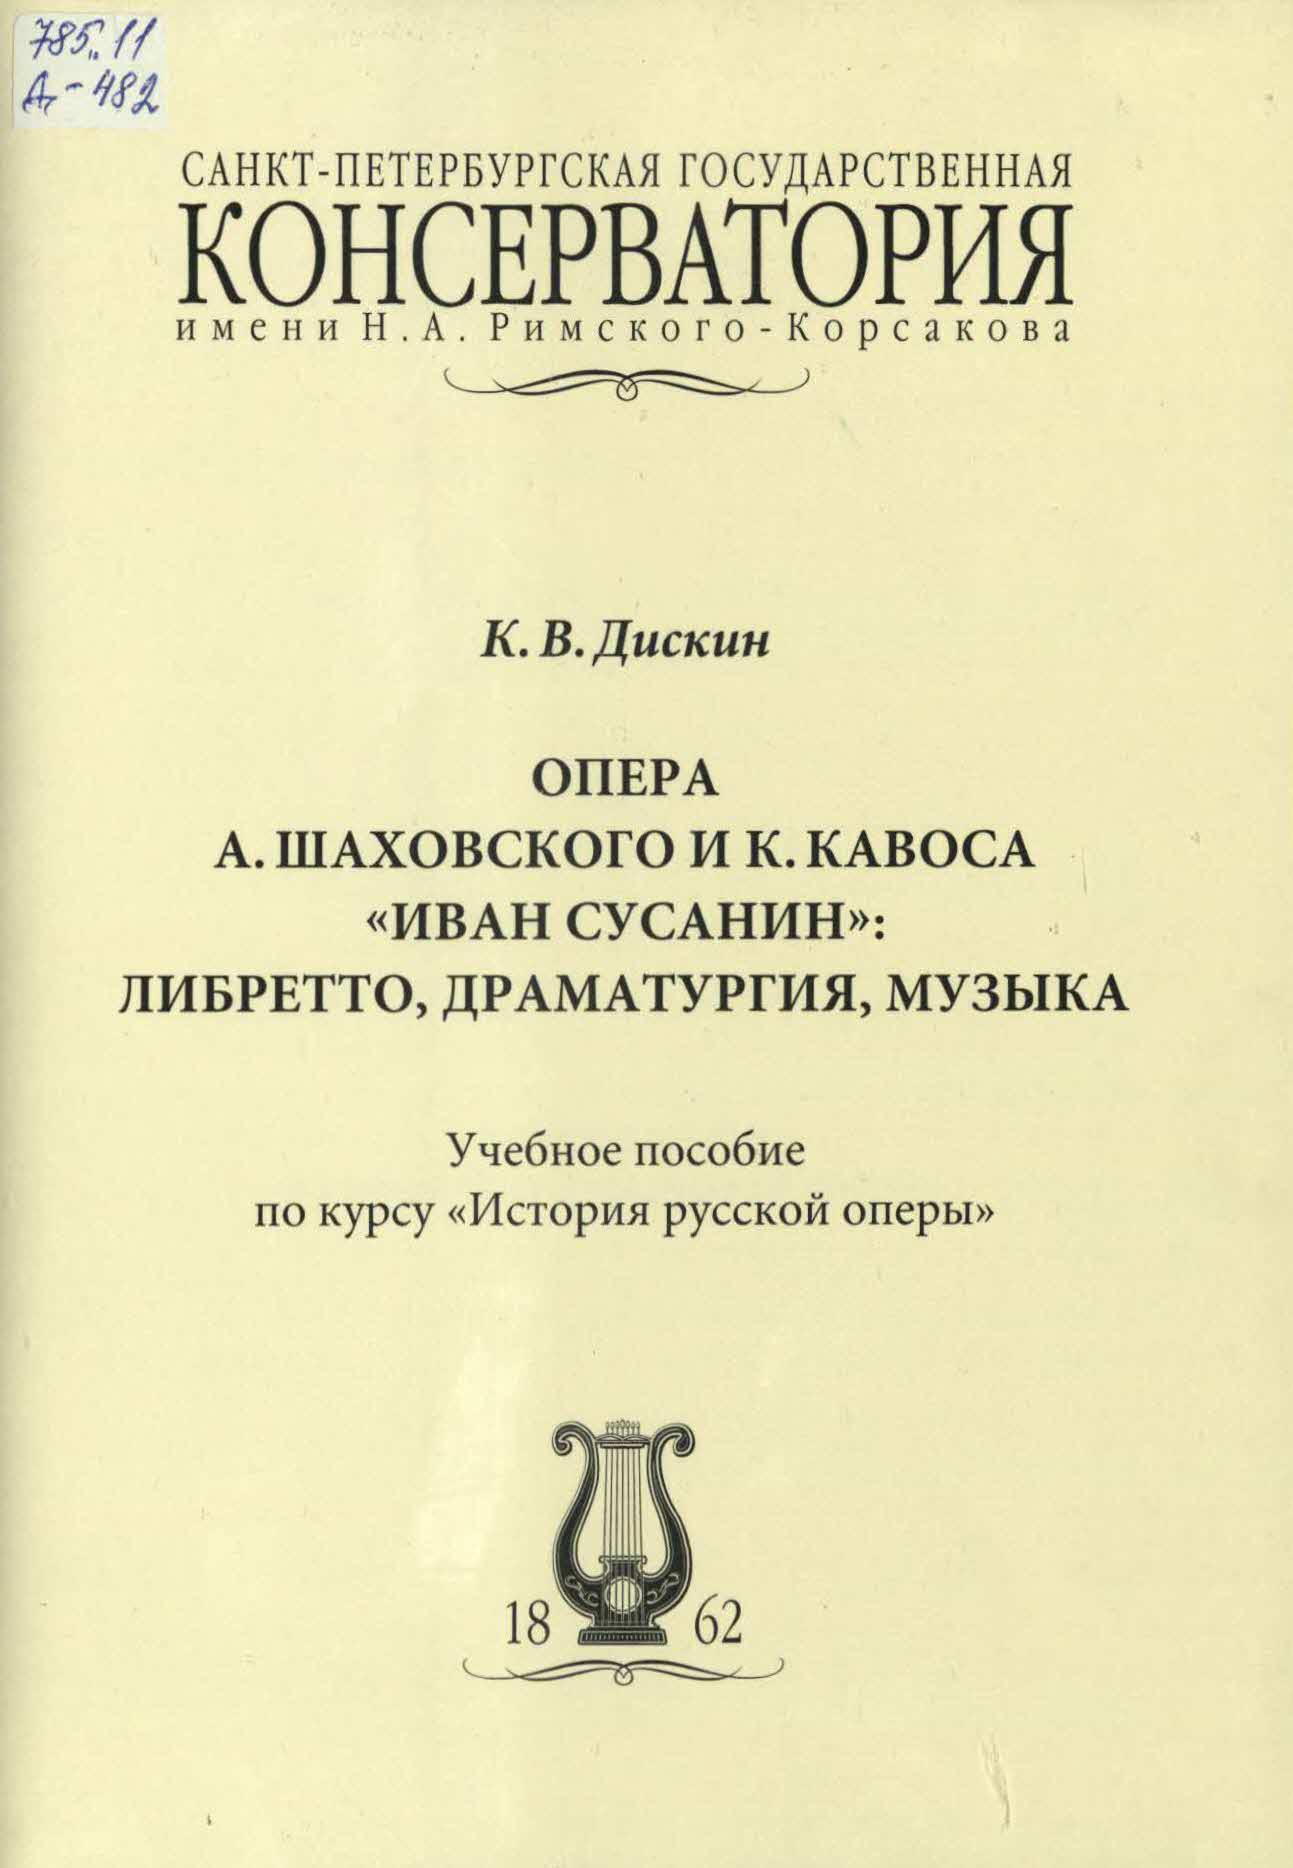 785.11
Д-482
САНКТ-ПЕТЕРБУРГСКАЯ ГОСУДАРСТВЕННАЯ
КОНСЕРВАТОРИЯ
имени Н.А. Римского-Корсакова
К. В. Дискин
ОПЕРА
А. ШАХОВСКОГО И К. КАВОСА
«ИВАН СУСАНИН»:
ЛИБРЕТТО, ДРАМАТУРГИЯ, МУЗЫКА
Учебное пособие
по курсу «История русской оперы»
18 62